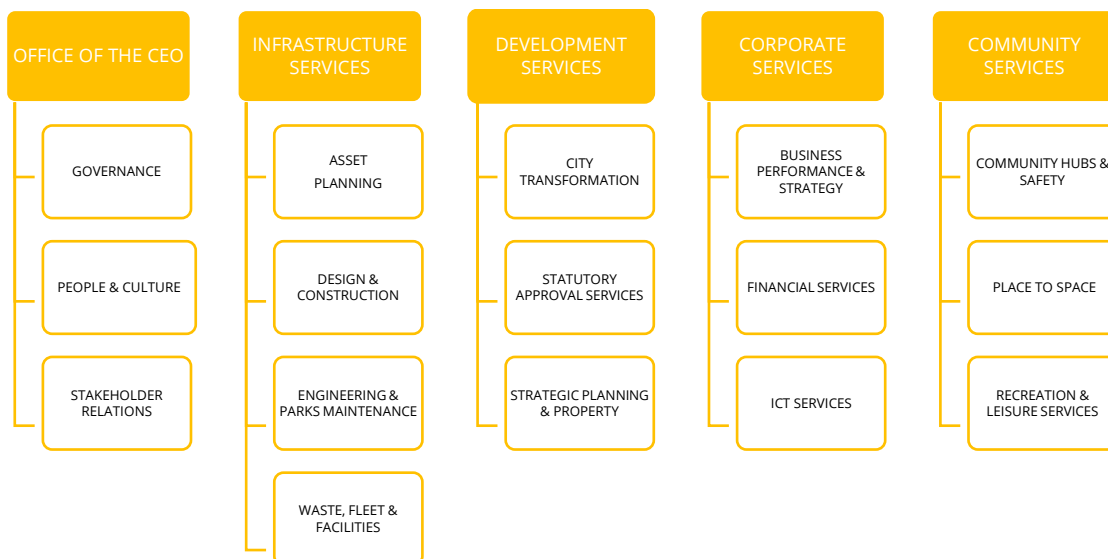 OFFICE OF THE CEO
GOVERNANCE
PEOPLE & CULTURE
STAKEHOLDER
RELATIONS
INFRASTRUCTURE
SERVICES
ASSET
PLANNING
DESIGN &
CONSTRUCTION
ENGINEERING &
PARKS MAINTENANCE
WASTE, FLEET &
FACILITIES
DEVELOPMENT
SERVICES
CITY
TRANSFORMATION
STATUTORY
APPROVAL SERVICES
STRATEGIC PLANNING
& PROPERTY
CORPORATE
SERVICES
BUSINESS
PERFORMANCE &
STRATEGY
FINANCIAL SERVICES
ICT SERVICES
COMMUNITY
SERVICES
COMMUNITY HUBS &
SAFETY
PLACE TO SPACE
RECREATION &
LEISURE SERVICES